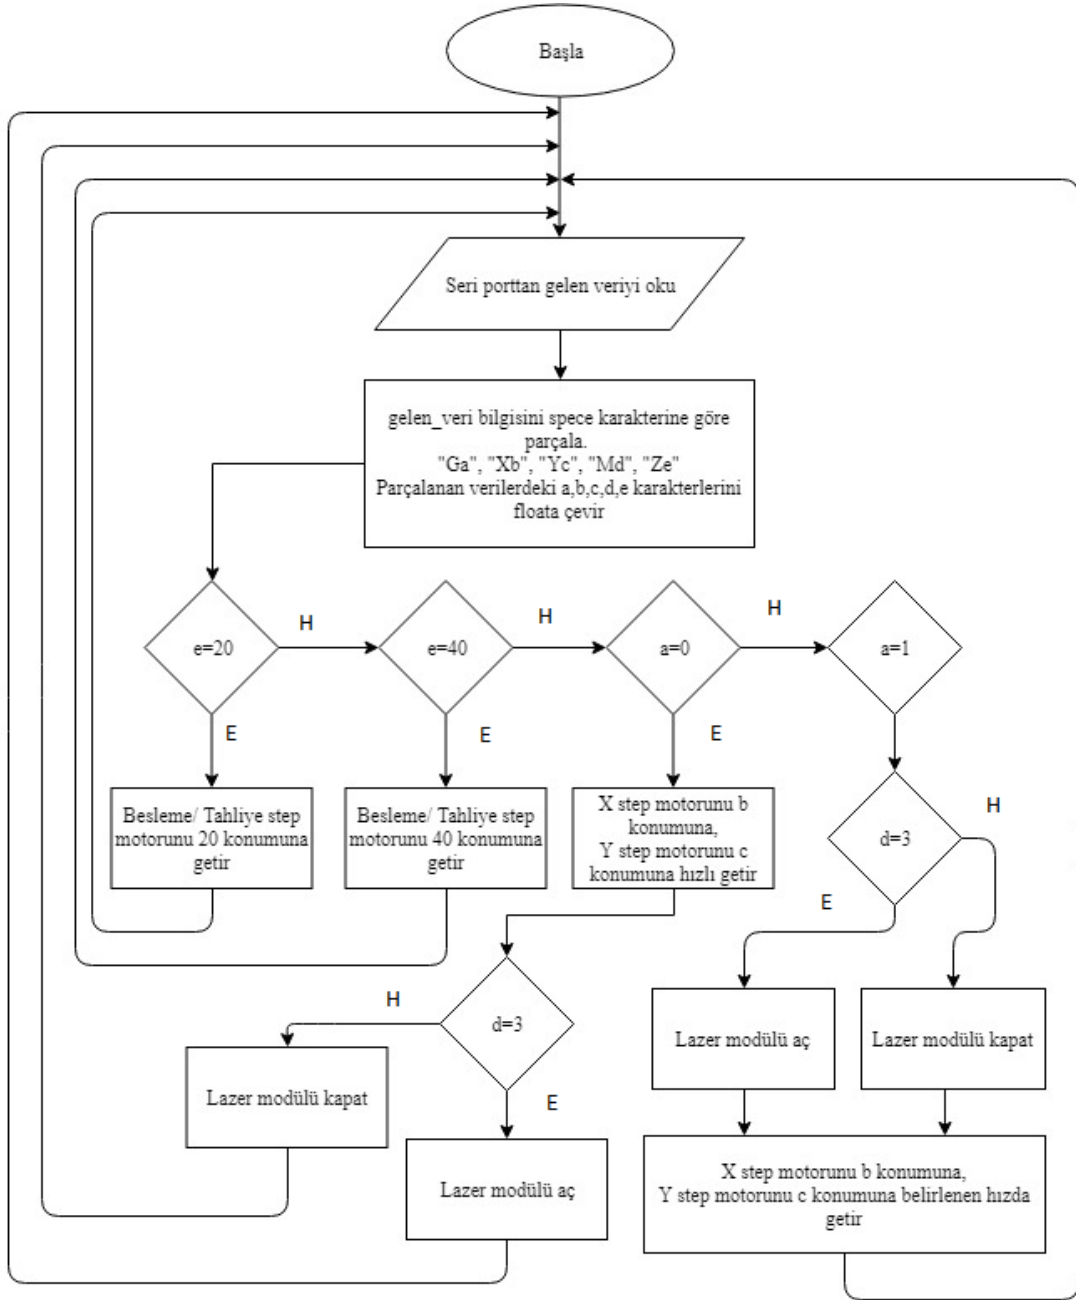 Başla
Seri porttan gelen veriyi oku
gelen_veri bilgisini spece karakterine göre
parçala.
"Ga", "Xb", "Yc", "Md", "Ze"
Parçalanan verilerdeki a,b,c,d,e karakterlerini
floata çevir
e=20
H
e=40
H
a=0
H
a=1
E
E
E
Besleme/ Tahliye step
motorunu 20 konumuna
getir
Besleme/ Tahliye step
motorunu 40 konumuna
getir
X step motorunu b
konumuna,
Y step motorunu c
konumuna hızlı getir
d=3
H
E
H
d=3
E
Lazer modülü kapat
Lazer modülü aç
Lazer modülü aç
Lazer modülü kapat
X step motorunu b konumuna,
Y step motorunu c konumuna belirlenen hızda
getir